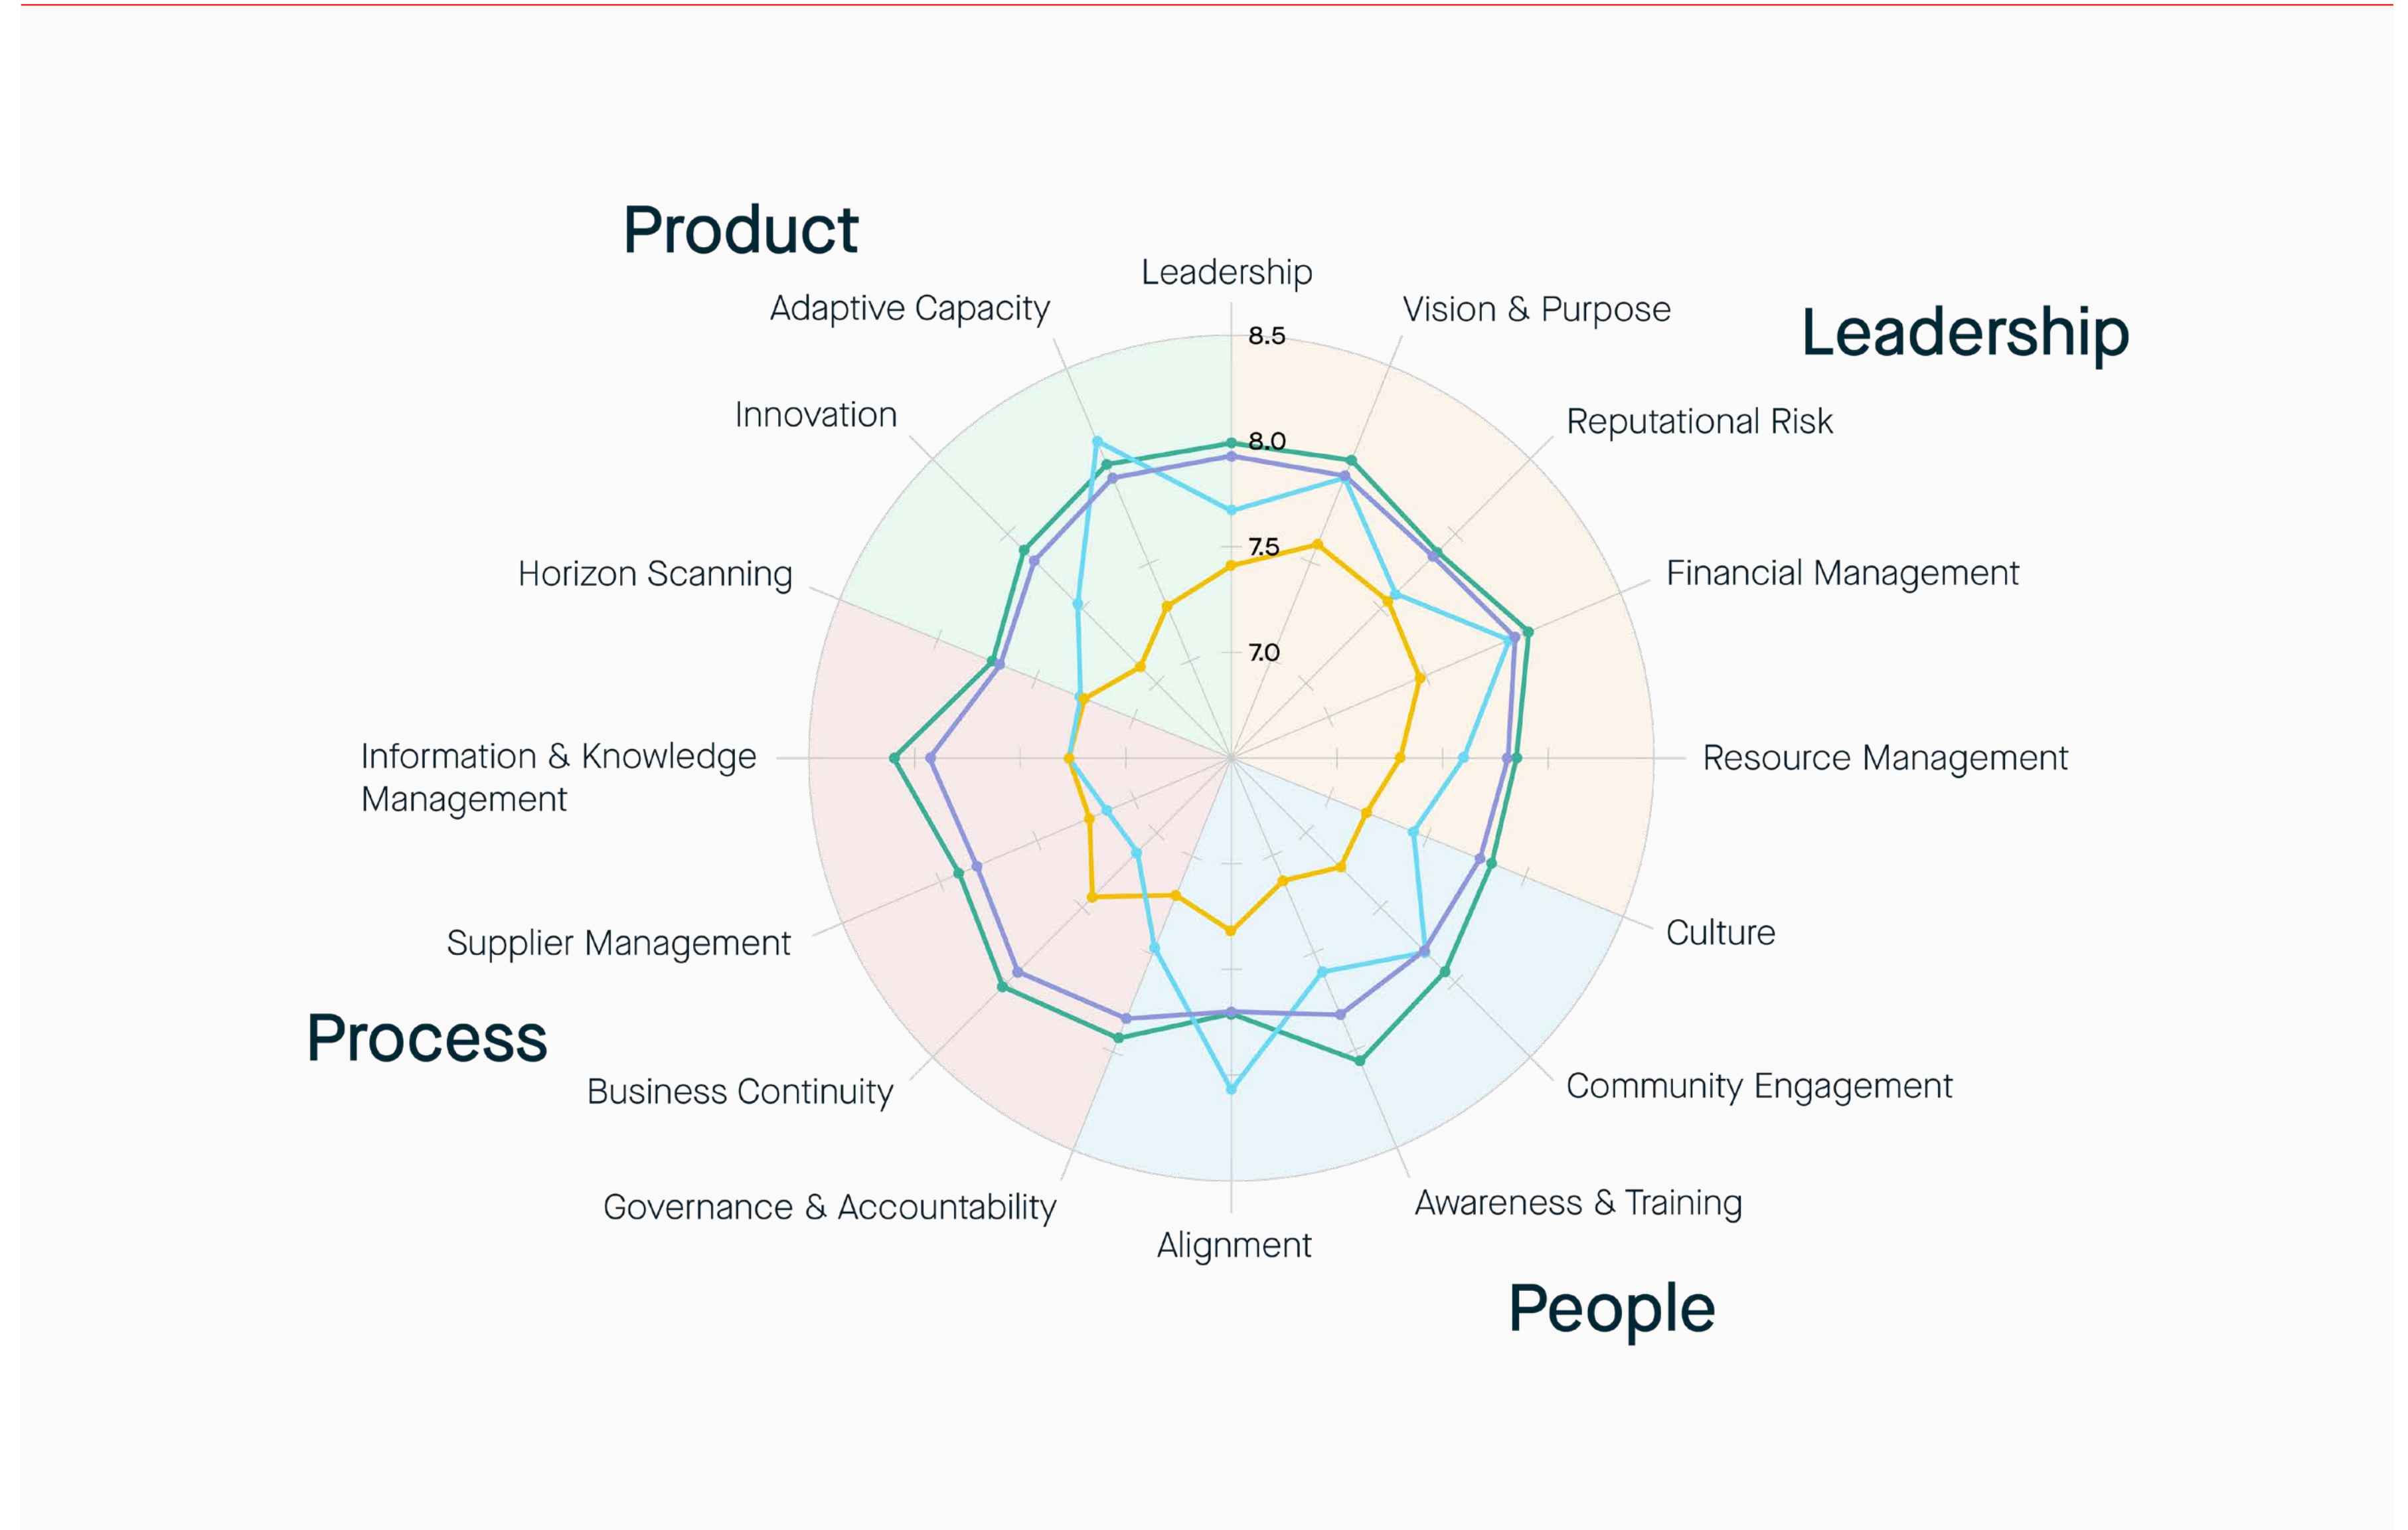 Product
Leadership
Adaptive Capacity
Vision & Purpose
Leadership
8.5
Innovation
Reputational Risk
8.0
Horizon Scanning
7.5
Financial Management
7.0
Information & Knowledge
Management
Resource Management
Supplier Management
Culture
Process
Business Continuity
Community Engagement
Governance & Accountability
Awareness & Training
Alignment
People